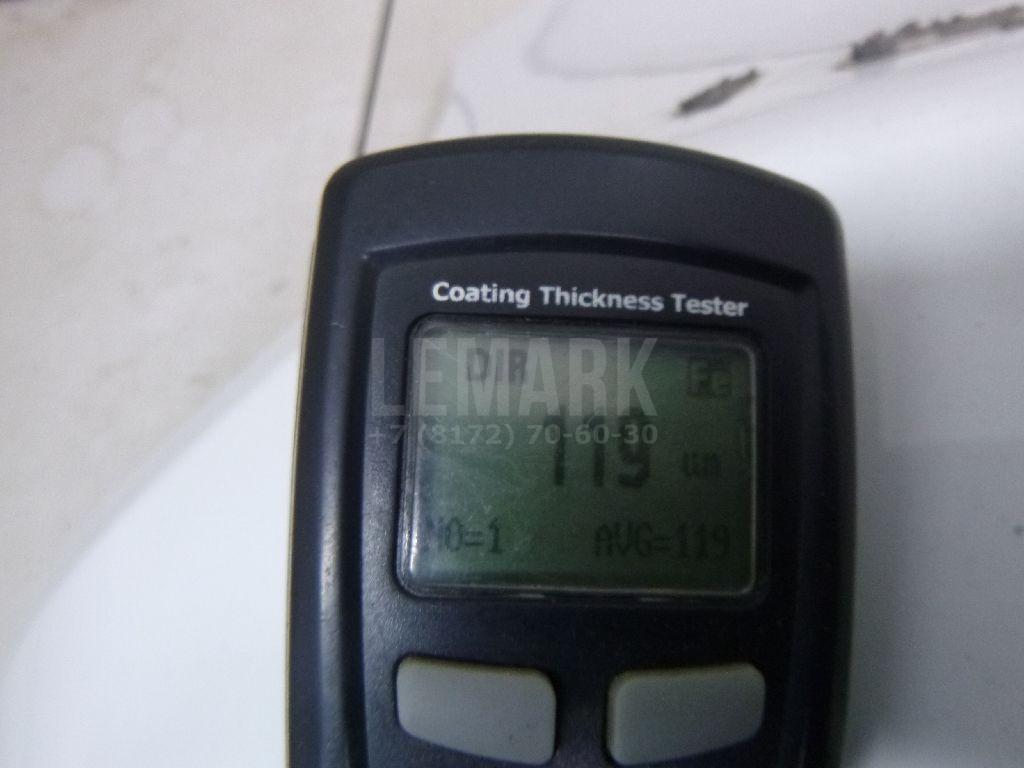 Coating Thickness Tester
LEMARK
DIR Fe
+7 (8172) 70-60-30
119 um
NO=1 AVG=119